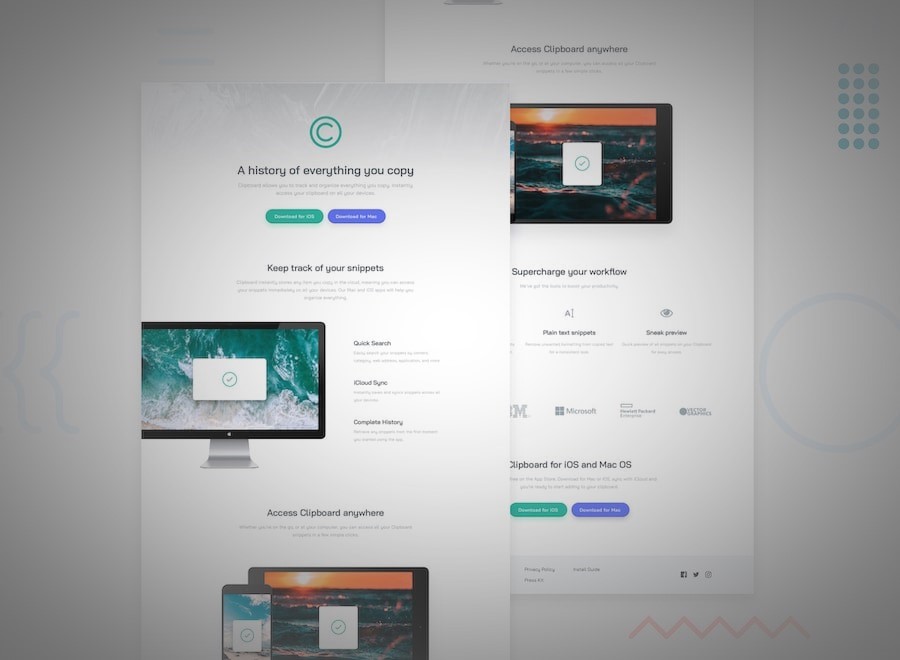 A history of everything you copy
Clipboard allows you to track and organize everything you copy. Instantly
access your clipboard on all your devices.
Download for iOS
Download for Mac
Keep track of your snippets
Clipboard instantly stores any item you copy in the cloud, meaning you can access
your snippets immediately on all your devices. Our Mac and iOS apps will help you
organize everything.
Quick Search
Easily search your snippets by content,
category, web address, application, and more.
iCloud Sync
Instantly saves and syncs snippets across all
your devices.
Complete History
Retrieve any snippets from the first moment
you started using the app.
Access Clipboard anywhere
Whether you're on the go, or at your computer, you can access all your Clipboard
snippets in a few simple clicks.
Access Clipboard anywhere
Whether you're on the go, or at your computer, you can access all your Clipboard
snippets in a few simple clicks.
Supercharge your workflow
We've got the tools to boost your productivity.
Plain text snippets
Remove unwanted formatting from copied text
for a consistent look.
Sneak preview
Quick preview of all snippets on your Clipboard
for easy access.
Microsoft
Hewlett Packard
Enterprise
VECTOR
GRAPHICS
Clipboard for iOS and Mac OS
on the App Store. Download for Mac or iOS, sync with iCloud and
you're ready to start adding to your clipboard.
Download for iOS
Download for Mac
Privacy Policy
Install Guide
Press Kit